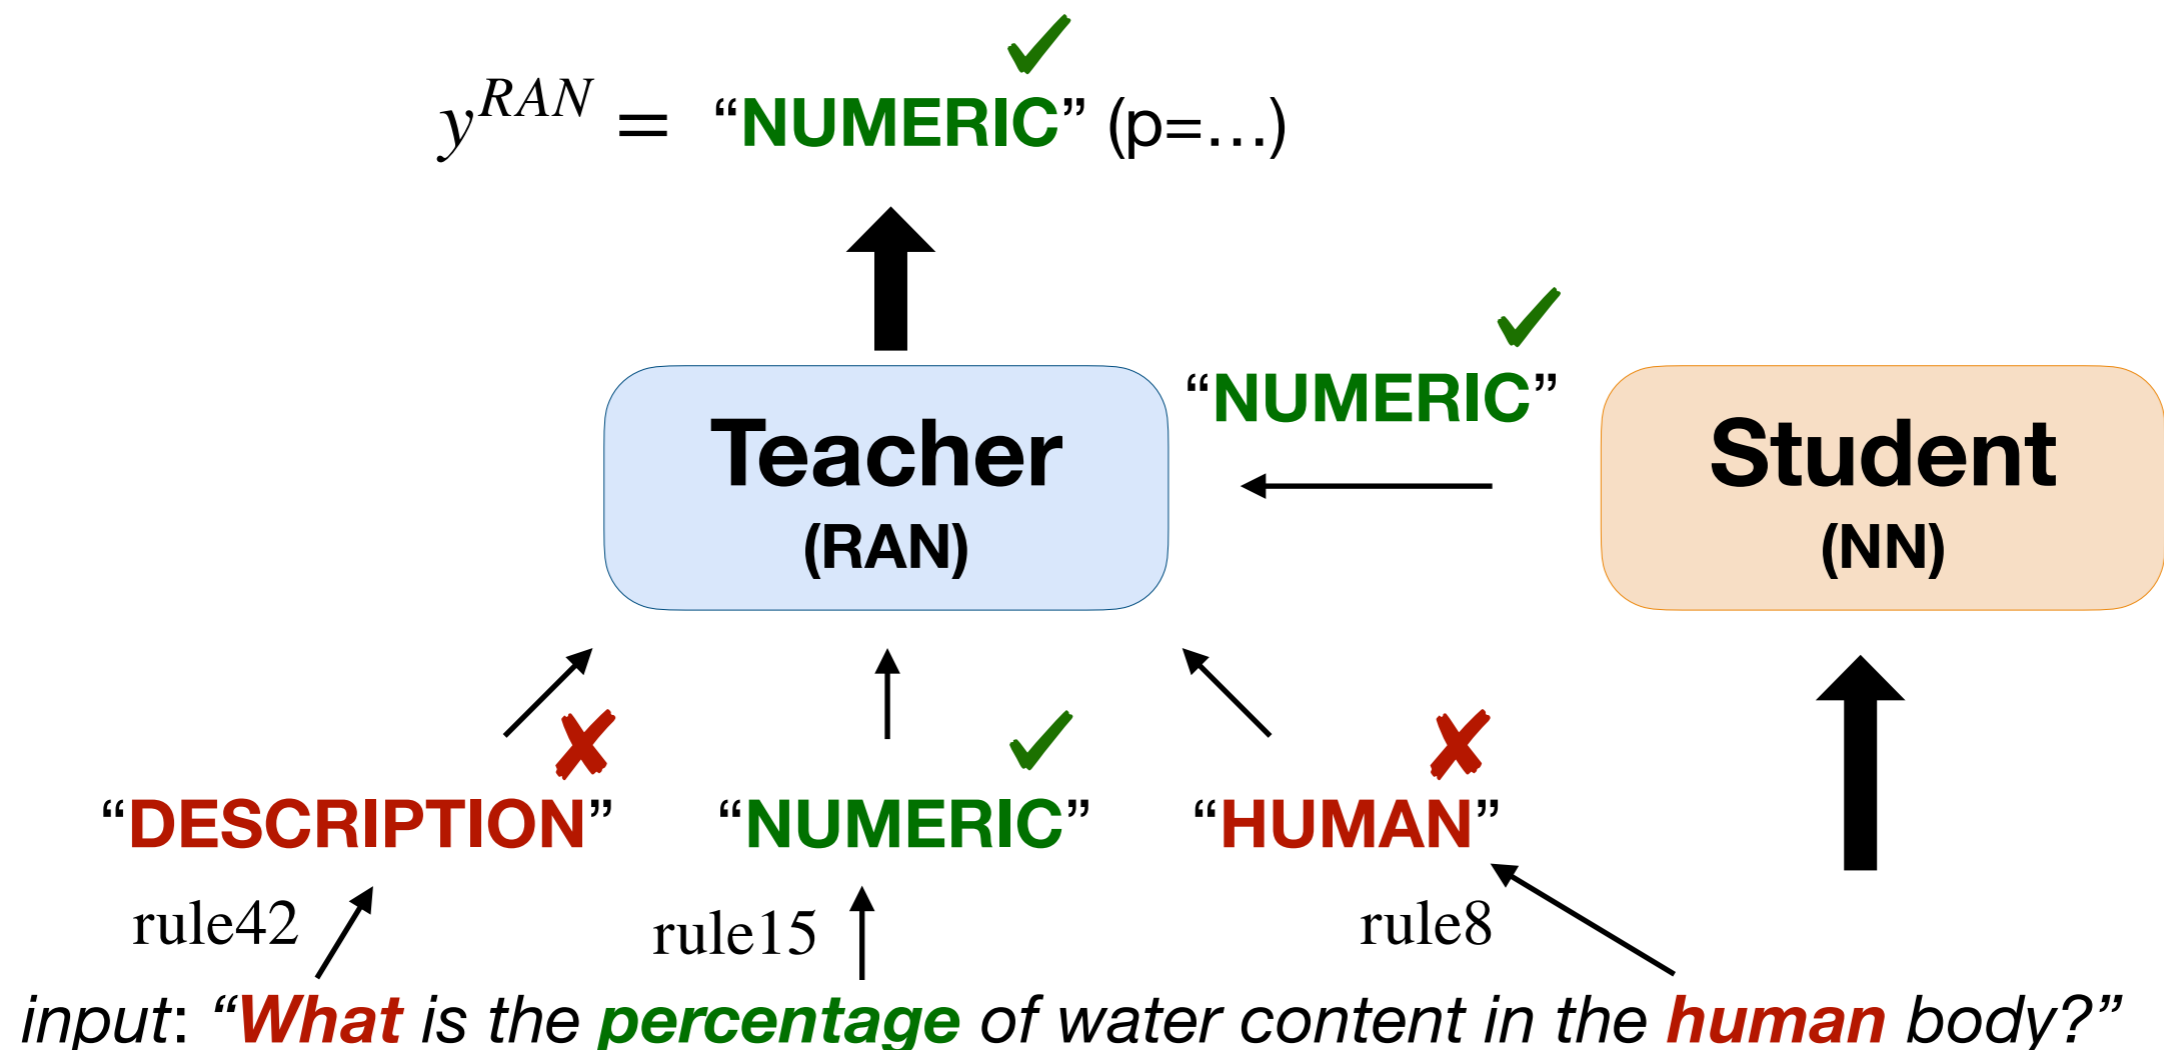 y^RAN = “NUMERIC” (p=…)
“NUMERIC”
Teacher
(RAN)
Student
(NN)
“DESCRIPTION” “NUMERIC” “HUMAN”
rule42 rule15 rule8
input: “What is the percentage of water content in the human body?”